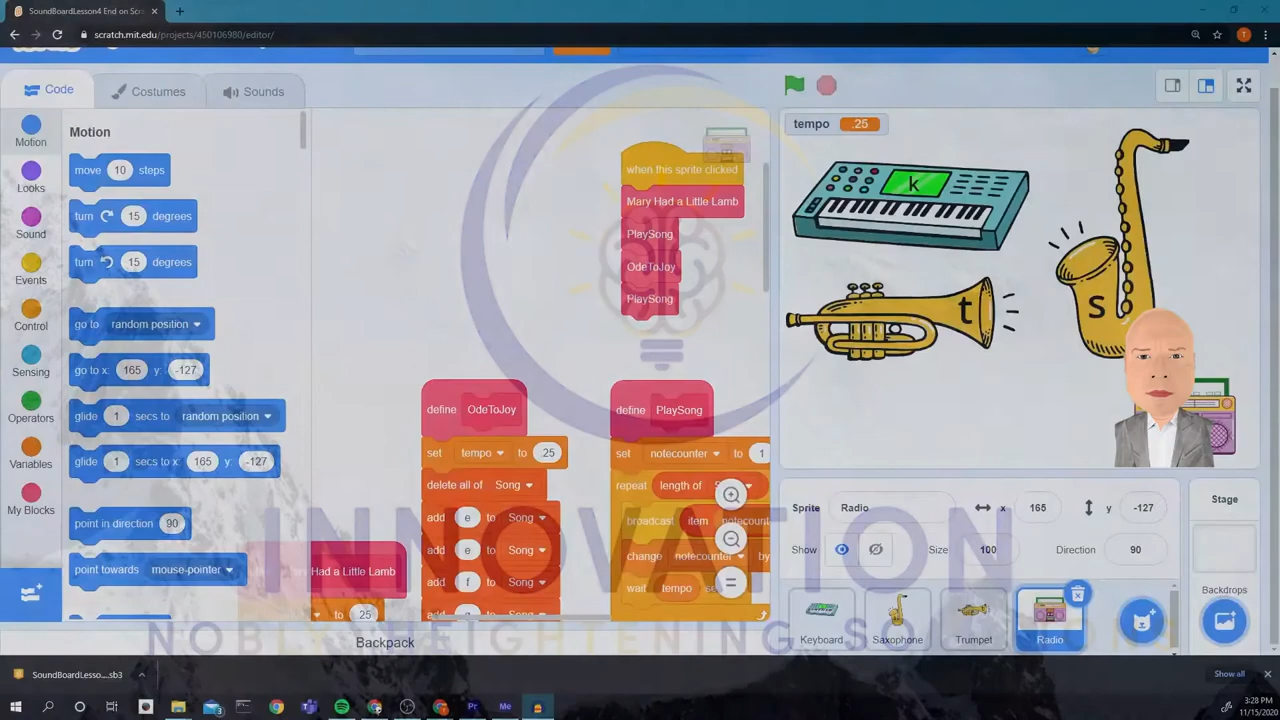 SoundBoardLesson4 End on Scra
scratch.mit.edu/projects/450106980/editor/
Code
Costumes
Sounds
Motion
Looks
Sound
Events
Control
Sensing
Operators
Variables
My Blocks
Motion
move 10 steps
turn 15 degrees
turn 15 degrees
go to random position
go to x: 165 y: -127
glide 1 secs to random position
glide 1 secs to x: 165 y: -127
point in direction 90
point towards mouse-pointer
when this sprite clicked
Mary Had a Little Lamb
PlaySong
OdeToJoy
PlaySong
define OdeToJoy
set tempo to .25
delete all of Song
add e to Song
add e to Song
add f to Song
add g to Song
define PlaySong
set notecounter to 1
repeat length of S
broadcast item notecount
change notecounter by
wait tempo se
Had a Little Lamb
to .25
tempo .25
k
t
s
INNOVATION
Sprite Radio x 165 y -127
Show Size 100 Direction 90
Keyboard
Saxophone
Trumpet
Radio
Stage
Backdrops
Backpack
SoundBoardLesso....sb3
Show all
3:28 PM
11/15/2020